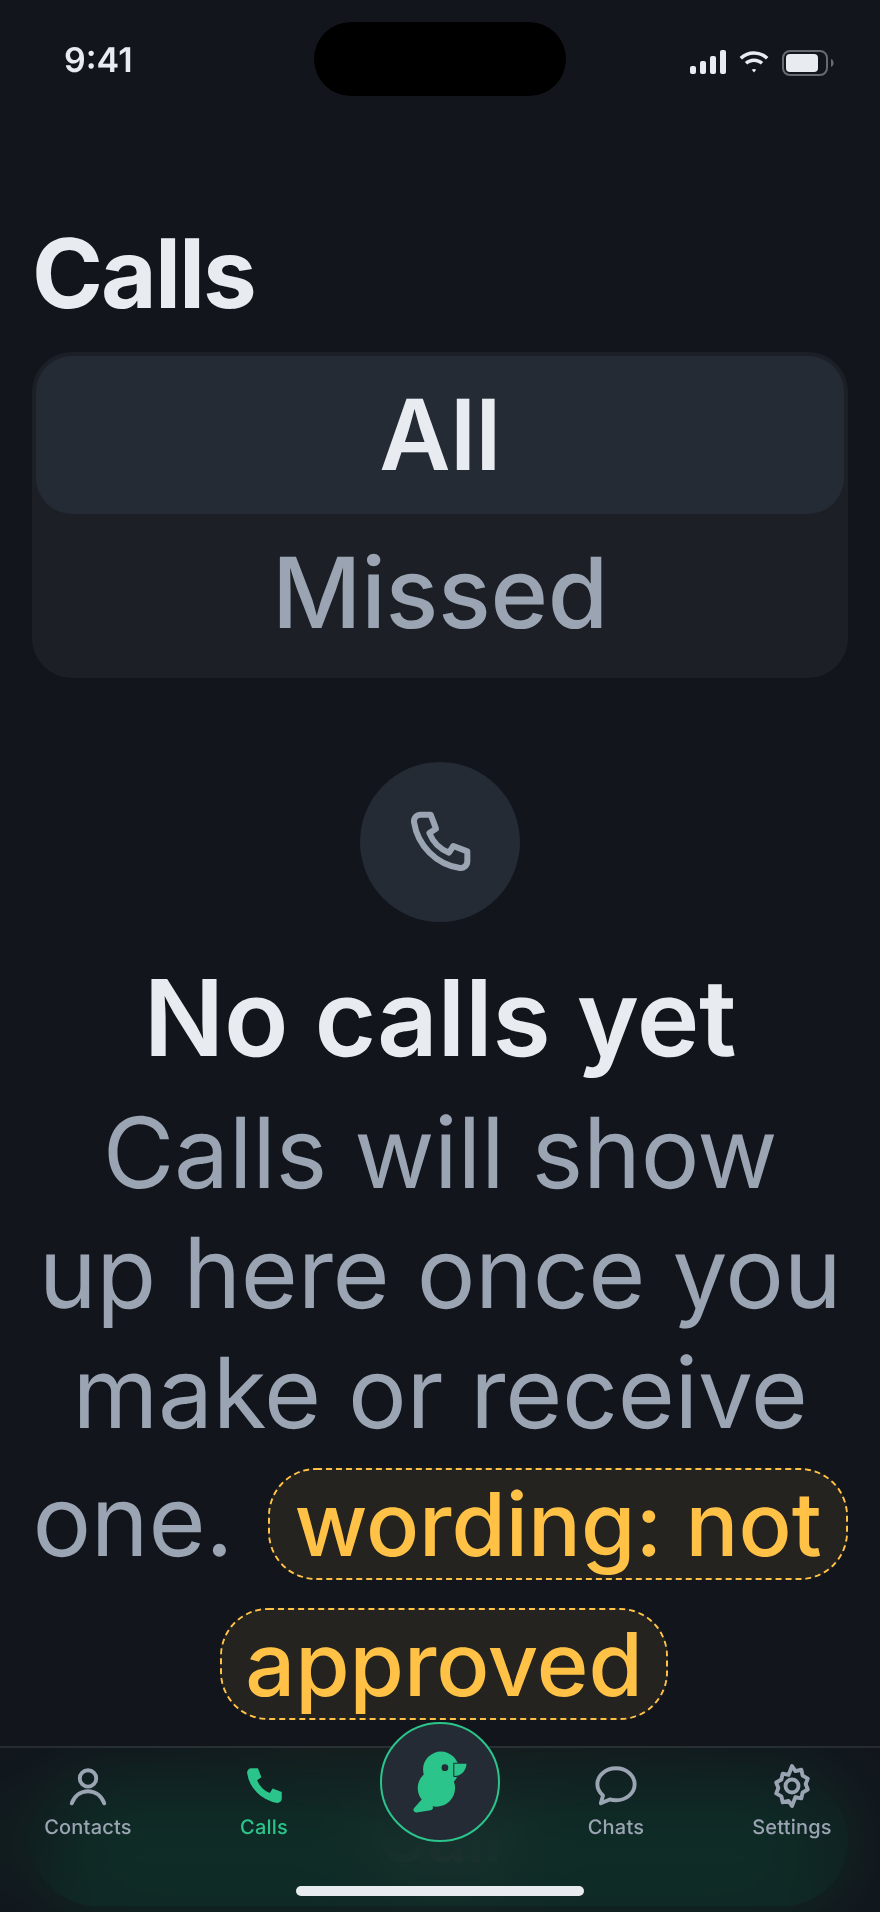 9:41
Calls
All
Missed
No calls yet
Calls will show
up here once you
make or receive
one. wording: not
approved
Contacts
Calls
Chats
Settings